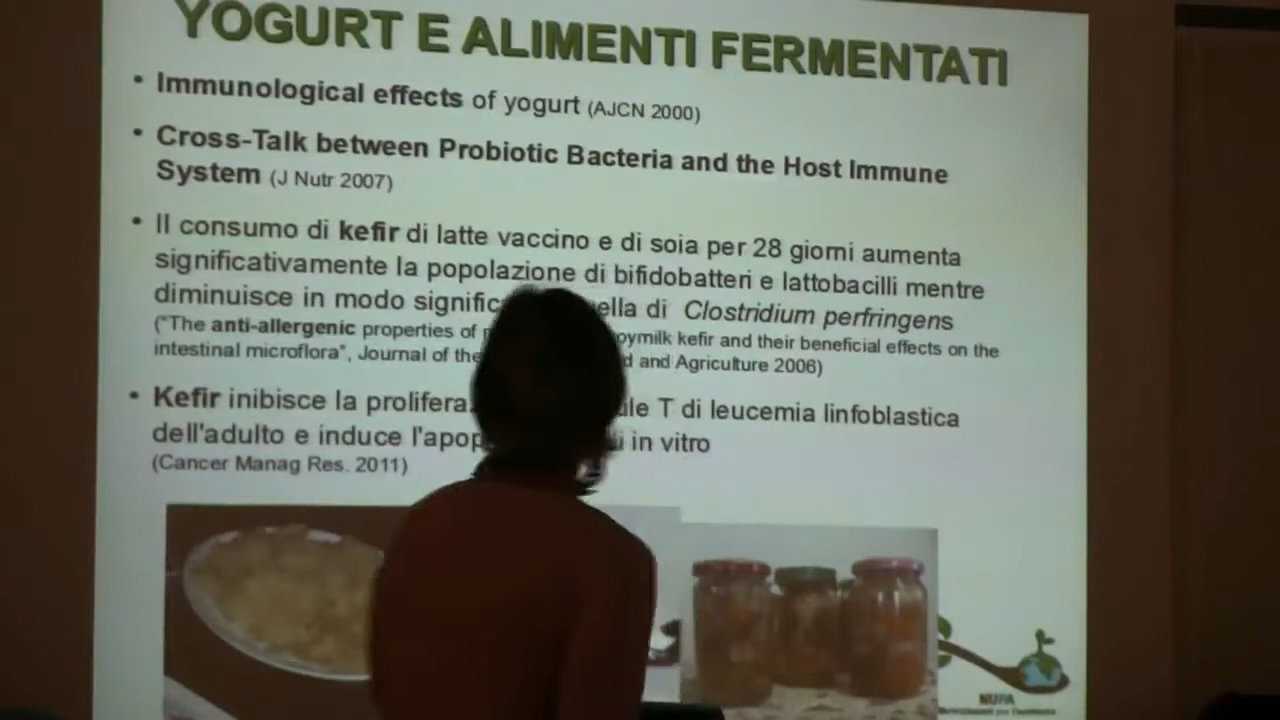 YOGURT E ALIMENTI FERMENTATI
• Immunological effects of yogurt (AJCN 2000)
• Cross-Talk between Probiotic Bacteria and the Host Immune
System (J Nutr 2007)
• Il consumo di kefir di latte vaccino e di soia per 28 giorni aumenta
significativamente la popolazione di bifidobatteri e lattobacilli mentre
diminuisce in modo signific ella di Clostridium perfringens
("The anti-allergenic properties of oymilk kefir and their beneficial effects on the
intestinal microflora", Journal of the d and Agriculture 2006)
• Kefir inibisce la prolifera le T di leucemia linfoblastica
dell'adulto e induce l'apop in vitro
(Cancer Manag Res. 2011)
NUPA